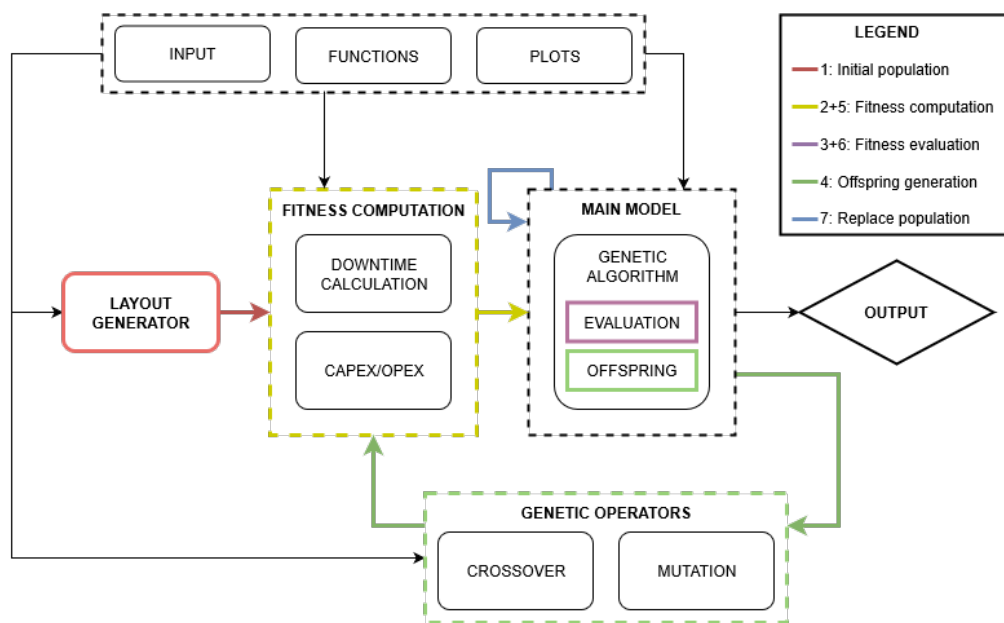 INPUT
FUNCTIONS
PLOTS
LEGEND
1: Initial population
2+5: Fitness computation
3+6: Fitness evaluation
4: Offspring generation
7: Replace population
FITNESS COMPUTATION
DOWNTIME
CALCULATION
CAPEX/OPEX
MAIN MODEL
GENETIC
ALGORITHM
EVALUATION
OFFSPRING
LAYOUT
GENERATOR
OUTPUT
GENETIC OPERATORS
CROSSOVER
MUTATION